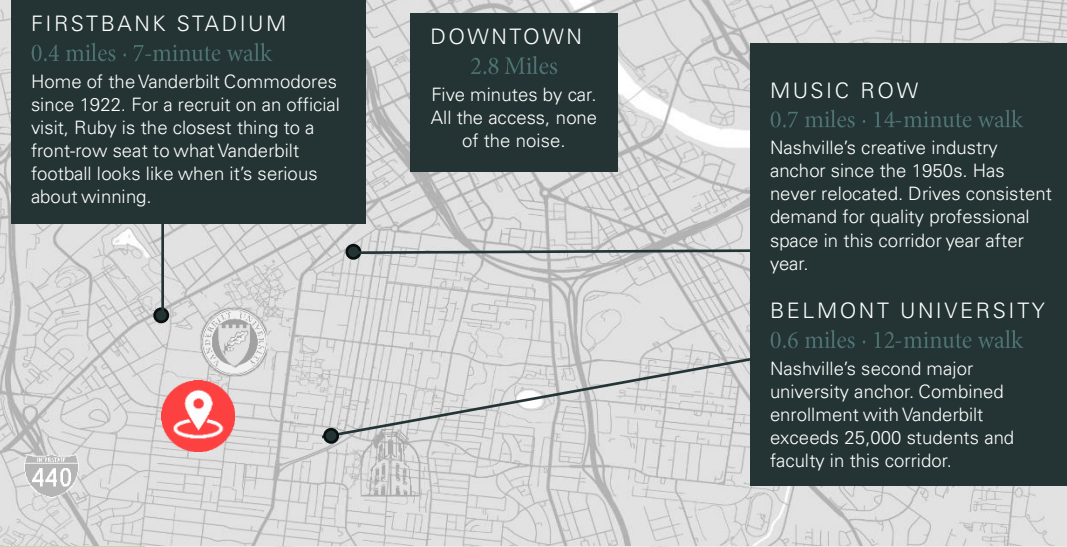 FIRSTBANK STADIUM
0.4 miles · 7-minute walk
Home of the Vanderbilt Commodores
since 1922. For a recruit on an official
visit, Ruby is the closest thing to a
front-row seat to what Vanderbilt
football looks like when it’s serious
about winning.
DOWNTOWN
2.8 Miles
Five minutes by car.
All the access, none
of the noise.
MUSIC ROW
0.7 miles · 14-minute walk
Nashville’s creative industry
anchor since the 1950s. Has
never relocated. Drives consistent
demand for quality professional
space in this corridor year after
year.
BELMONT UNIVERSITY
0.6 miles · 12-minute walk
Nashville’s second major
university anchor. Combined
enrollment with Vanderbilt
exceeds 25,000 students and
faculty in this corridor.
VANDERBILT UNIVERSITY
INTERSTATE
440